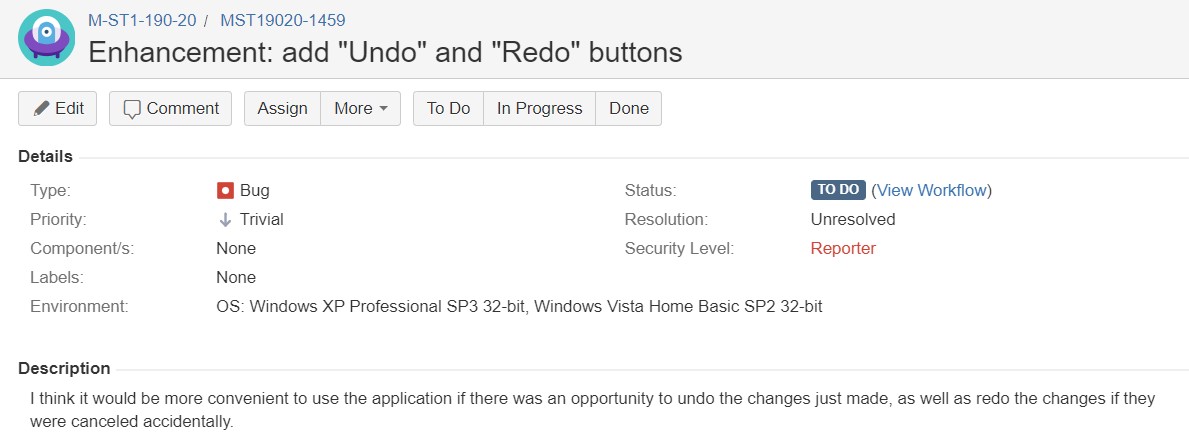 M-ST1-190-20 / MST19020-1459
Enhancement: add "Undo" and "Redo" buttons
Edit Comment Assign More To Do In Progress Done
Details
Type: Bug Status: TO DO (View Workflow)
Priority: Trivial Resolution: Unresolved
Component/s: None Security Level: Reporter
Labels: None
Environment: OS: Windows XP Professional SP3 32-bit, Windows Vista Home Basic SP2 32-bit
Description
I think it would be more convenient to use the application if there was an opportunity to undo the changes just made, as well as redo the changes if they
were canceled accidentally.